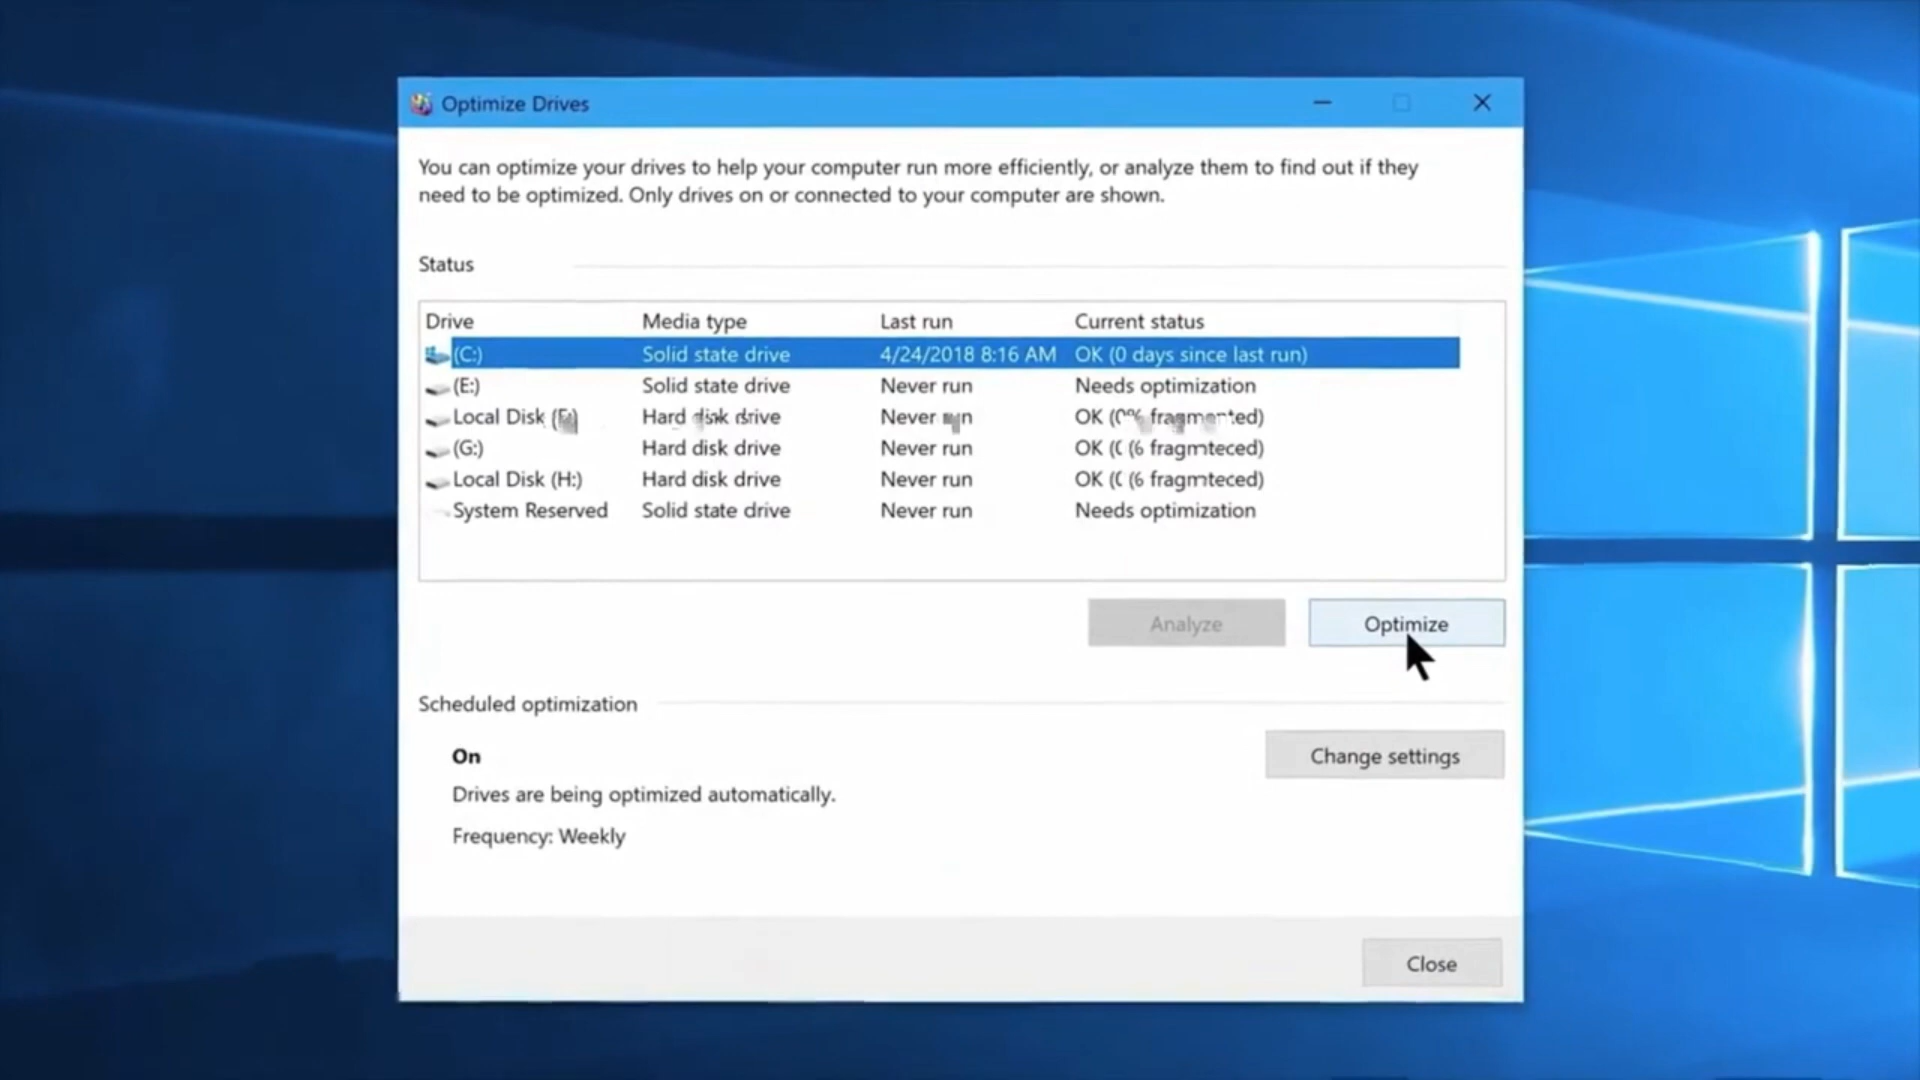 Optimize Drives
You can optimize your drives to help your computer run more efficiently, or analyze them to find out if they
need to be optimized. Only drives on or connected to your computer are shown.
Status
Drive Media type Last run Current status
(C:) Solid state drive 4/24/2018 8:16 AM OK (0 days since last run)
(E:) Solid state drive Never run Needs optimization
Local Disk Hard drive Never OK
(G:) Hard disk drive Never run OK
Local Disk (H:) Hard disk drive Never run OK
System Reserved Solid state drive Never run Needs optimization
Analyze Optimize
Scheduled optimization
On
Change settings
Drives are being optimized automatically.
Frequency: Weekly
Close